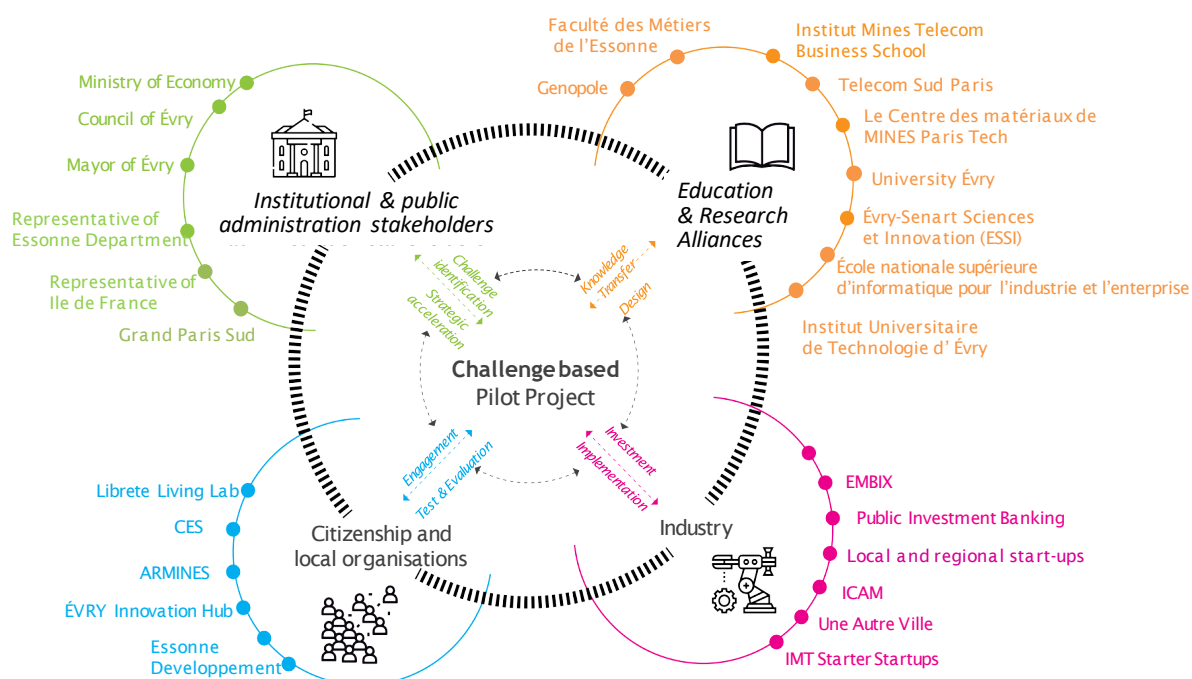 Ministry of Economy
Council of Évry
Mayor of Évry
Representative of
Essonne Department
Representative of
Ile de France
Grand Paris Sud
Institutional & public
administration stakeholders
Faculté des Métiers
de l'Essonne
Genopole
Institut Mines Telecom
Business School
Telecom Sud Paris
Le Centre des matériaux de
MINES Paris Tech
University Évry
Évry-Senart Sciences
et Innovation (ESSI)
École nationale supérieure
d'informatique pour l'industrie et l'enterprise
Institut Universitaire
de Technologie d' Évry
Education
& Research
Alliances
Challenge
identification
Strategic
acceleration
Knowledge
Transfer
Design
Challenge based
Pilot Project
Engagement
Test & Evaluation
Investment
Implementation
Librete Living Lab
CES
ARMINES
ÉVRY Innovation Hub
Essonne
Developpement
Citizenship and
local organisations
Industry
EMBIX
Public Investment Banking
Local and regional start-ups
ICAM
Une Autre Ville
IMT Starter Startups